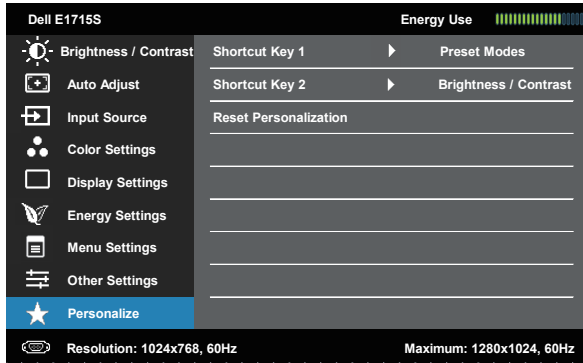 Dell E1715S Energy Use
Brightness / Contrast Shortcut Key 1 Preset Modes
Auto Adjust Shortcut Key 2 Brightness / Contrast
Input Source Reset Personalization
Color Settings
Display Settings
Energy Settings
Menu Settings
Other Settings
Personalize
Resolution: 1024x768, 60Hz Maximum: 1280x1024, 60Hz